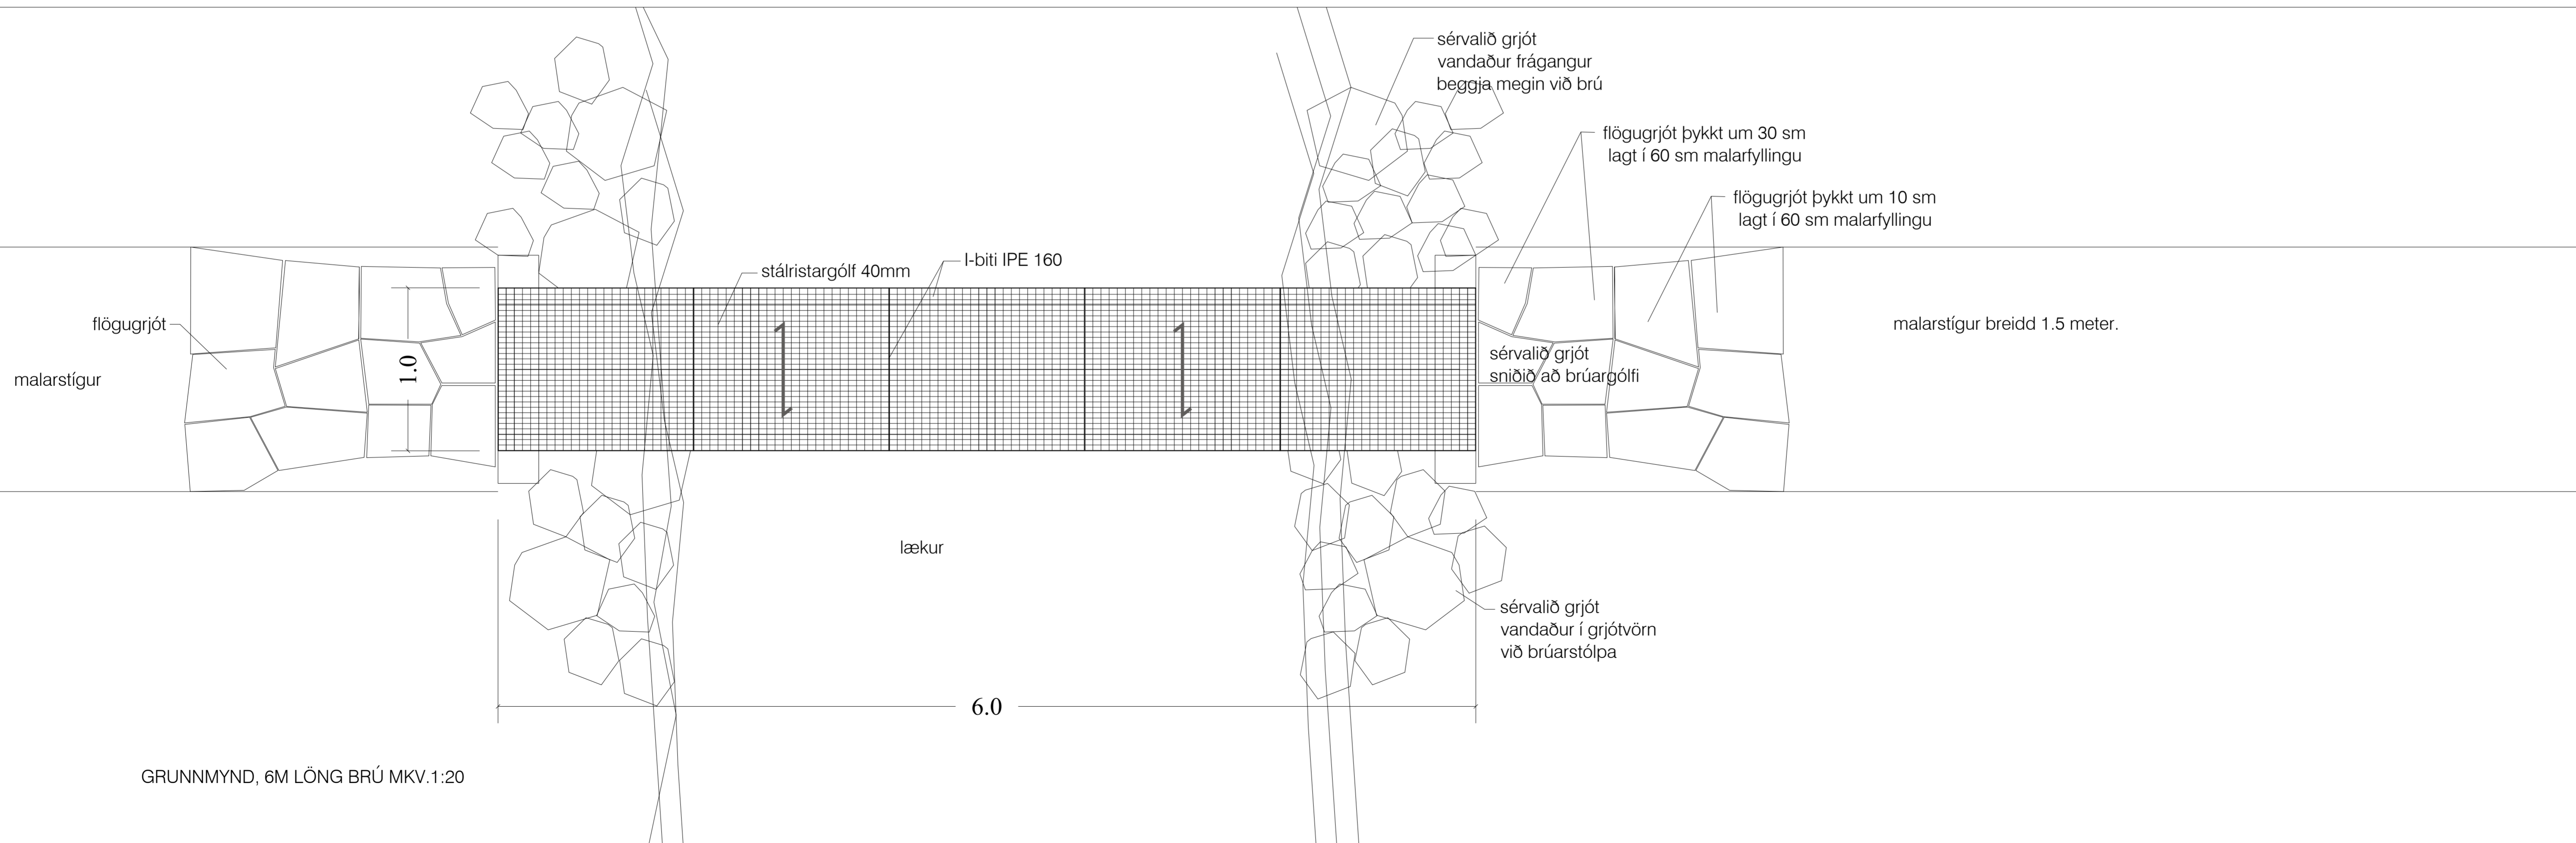 sérvalið grjót
vandaður frágangur
beggja megin við brú
flögugrjót þykkt um 30 sm
lagt í 60 sm malarfyllingu
flögugrjót þykkt um 10 sm
lagt í 60 sm malarfyllingu
I-biti IPE 160
stálristargólf 40mm
flögugrjót
malarstígur breidd 1.5 meter.
1.0
sérvalið grjót
sniðið að brúargólfi
malarstígur
lækur
sérvalið grjót
vandaður í grjótvörn
við brúarstólpa
6.0
GRUNNMYND, 6M LÖNG BRÚ MKV.1:20